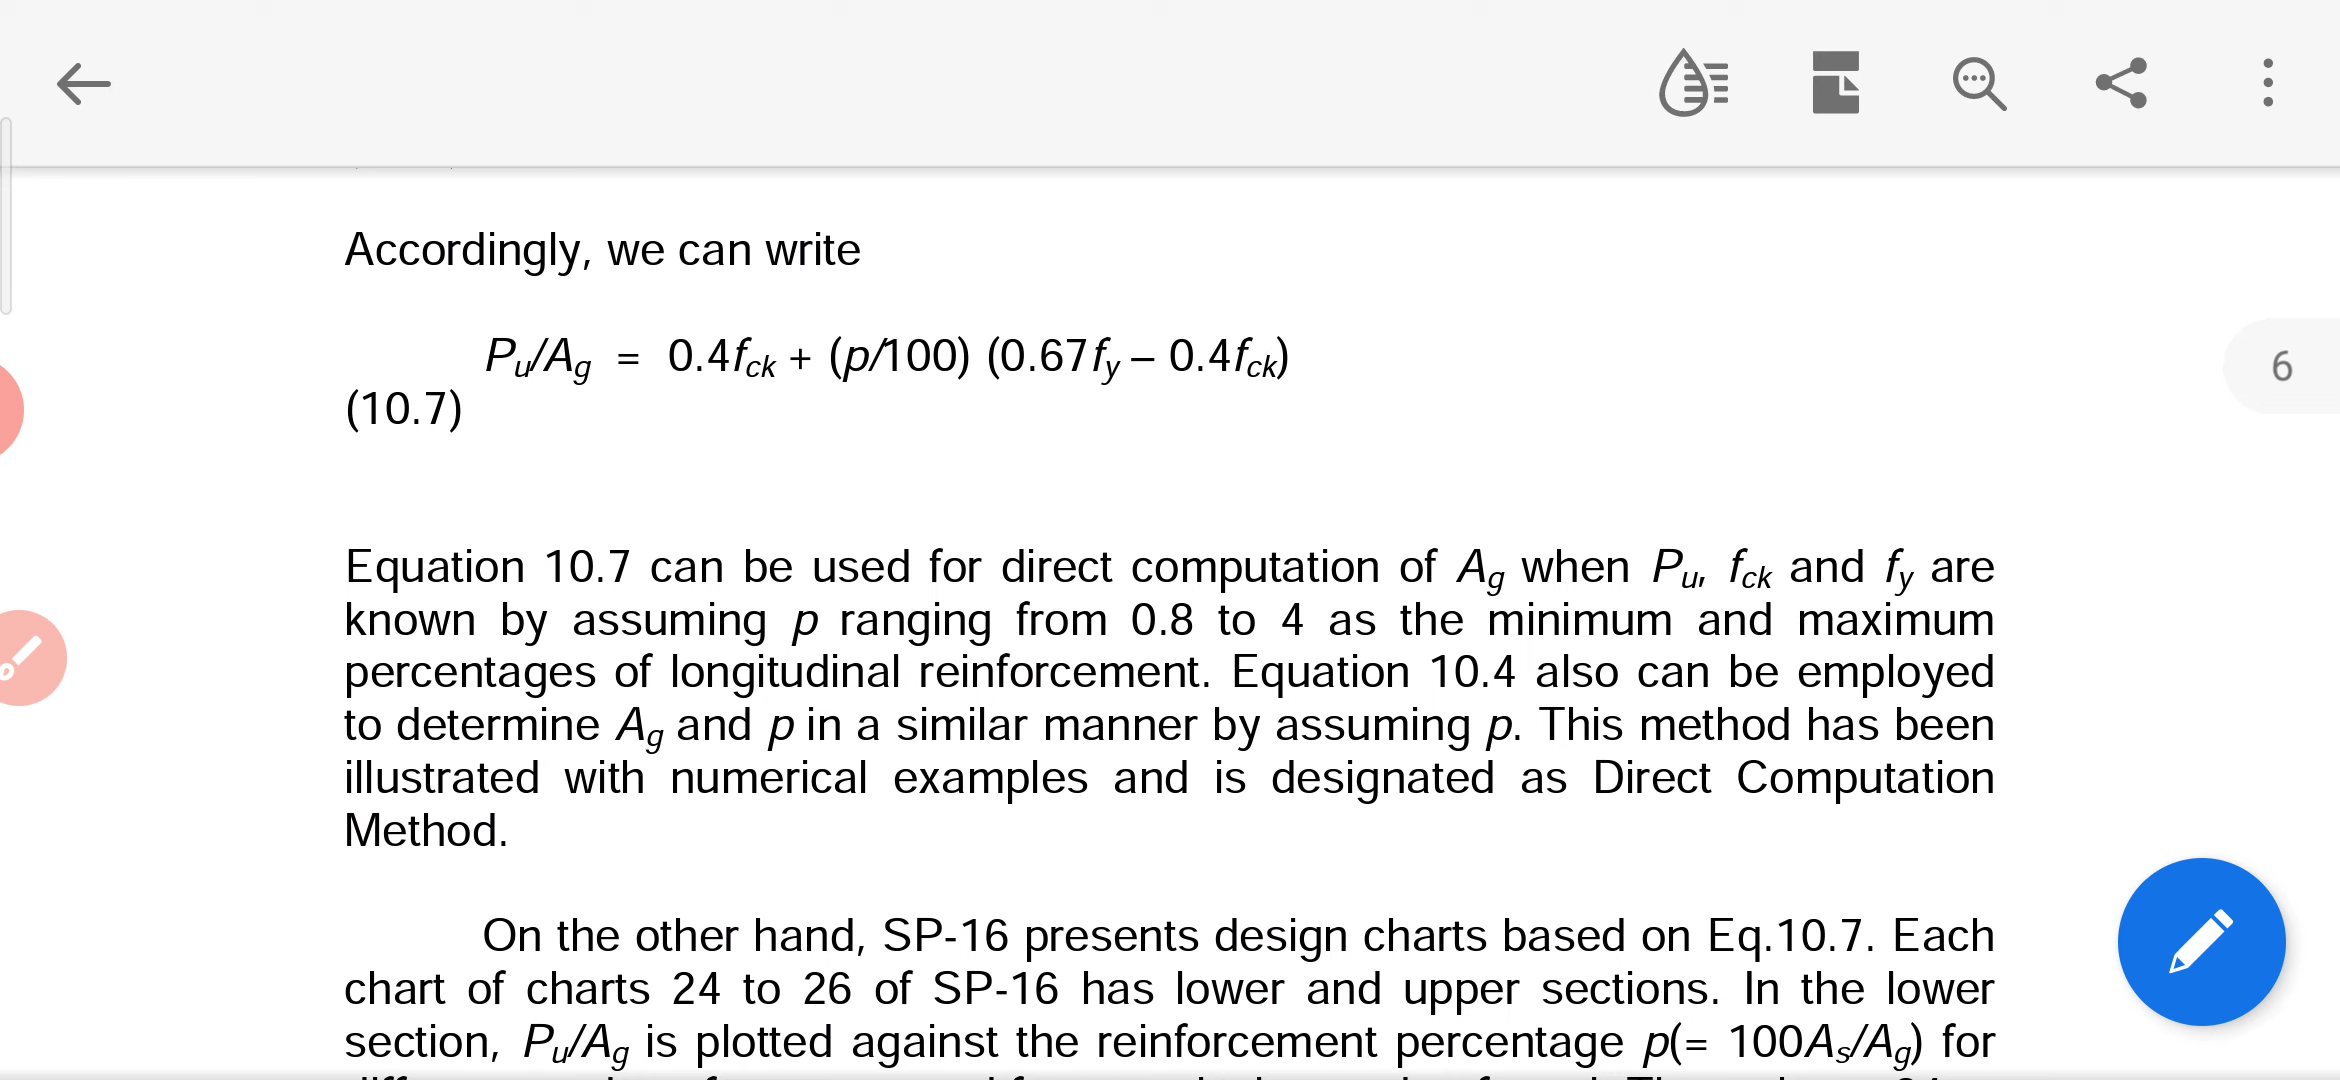 Accordingly, we can write
Pu/Ag = 0.4fck + (p/100) (0.67fy – 0.4fck)
(10.7)
6
Equation 10.7 can be used for direct computation of Ag when Pu, fck and fy are
known by assuming p ranging from 0.8 to 4 as the minimum and maximum
percentages of longitudinal reinforcement. Equation 10.4 also can be employed
to determine Ag and p in a similar manner by assuming p. This method has been
illustrated with numerical examples and is designated as Direct Computation
Method.
On the other hand, SP-16 presents design charts based on Eq.10.7. Each
chart of charts 24 to 26 of SP-16 has lower and upper sections. In the lower
section, Pu/Ag is plotted against the reinforcement percentage p(= 100As/Ag) for